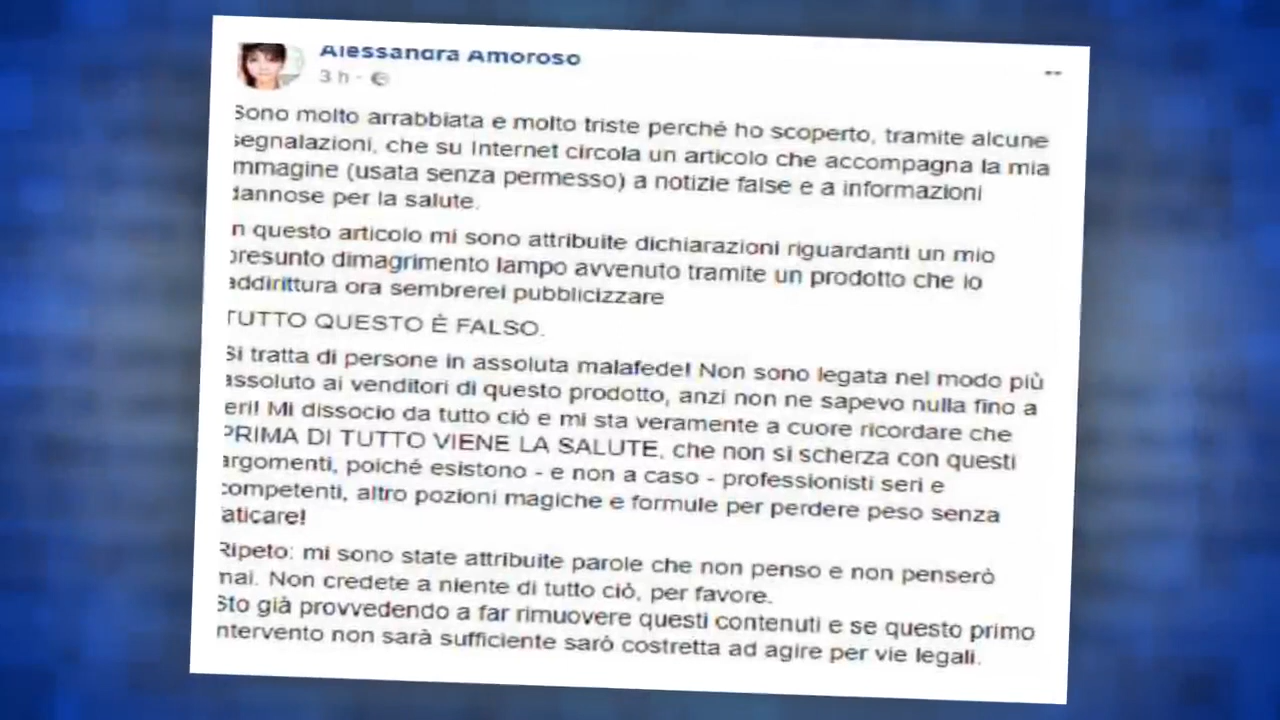 Alessandra Amoroso
3 h ·
Sono molto arrabbiata e molto triste perché ho scoperto, tramite alcune
segnalazioni, che su Internet circola un articolo che accompagna la mia
mmagine (usata senza permesso) a notizie false e a informazioni
dannose per la salute.
n questo articolo mi sono attribuite dichiarazioni riguardanti un mio
presunto dimagrimento lampo avvenuto tramite un prodotto che io
addirittura ora sembrerei pubblicizzare
TUTTO QUESTO È FALSO.
Si tratta di persone in assoluta malafede! Non sono legata nel modo più
assoluto ai venditori di questo prodotto, anzi non ne sapevo nulla fino a
eri! Mi dissocio da tutto ciò e mi sta veramente a cuore ricordare che
PRIMA DI TUTTO VIENE LA SALUTE, che non si scherza con questi
argomenti, poiché esistono - e non a caso - professionisti seri e
competenti, altro pozioni magiche e formule per perdere peso senza
faticare!
Ripeto: mi sono state attribuite parole che non penso e non penserò
mai. Non credete a niente di tutto ciò, per favore.
Sto già provvedendo a far rimuovere questi contenuti e se questo primo
ntervento non sarà sufficiente sarò costretta ad agire per vie legali.